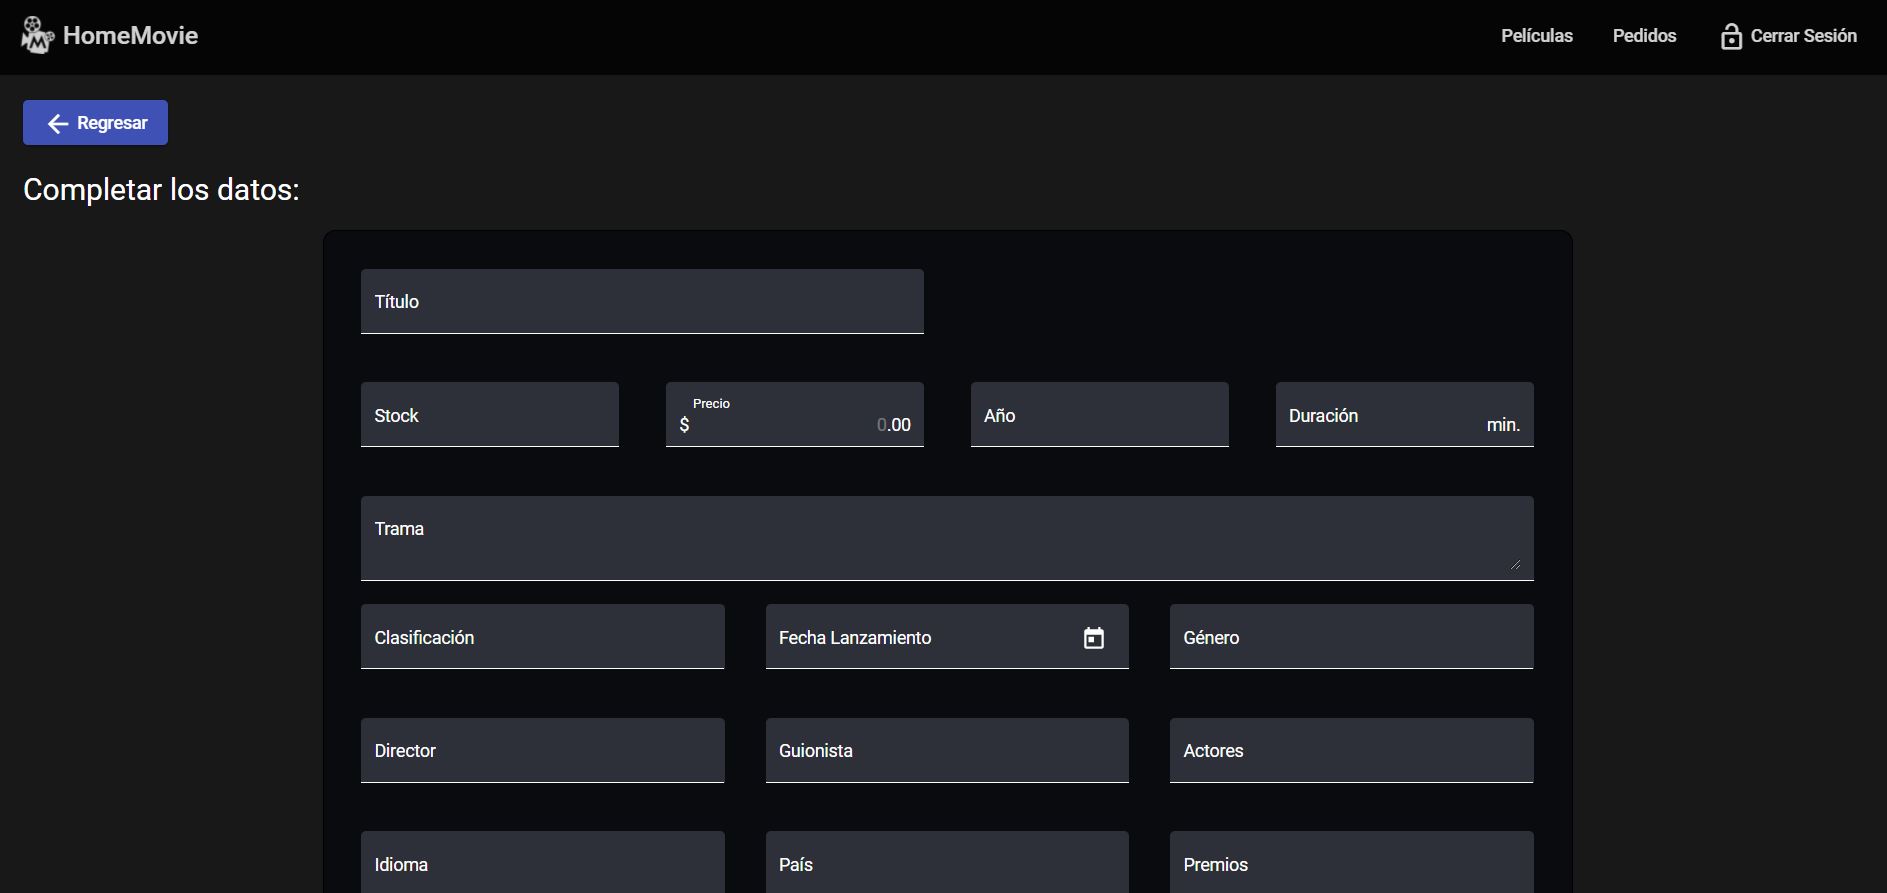 HomeMovie
Películas Pedidos Cerrar Sesión
Regresar
Completar los datos:
Título
Stock
Precio
$ 0.00
Año
Duración min.
Trama
Clasificación
Fecha Lanzamiento
Género
Director
Guionista
Actores
Idioma
País
Premios